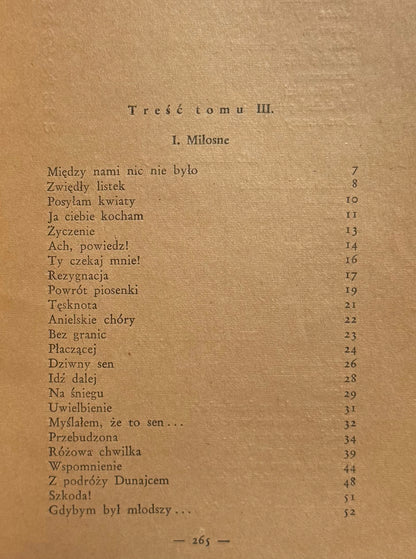 Treść tomu III.
I. Miłosne
Między nami nic nie było 7
Zwiędły listek 8
Posyłam kwiaty 10
Ja ciebie kocham 11
Życzenie 13
Ach, powiedz! 14
Ty czekaj mnie! 16
Rezygnacja 17
Powrót piosenki 19
Tęsknota 21
Anielskie chóry 22
Bez granic 23
Płaczącej 24
Dziwny sen 26
Idź dalej 28
Na śniegu 29
Uwielbienie 31
Myślałem, że to sen... 32
Przebudzona 34
Różowa chwilka 39
Wspomnienie 44
Z podróży Dunajcem 48
Szkoda! 51
Gdybym był młodszy... 52
— 265 —